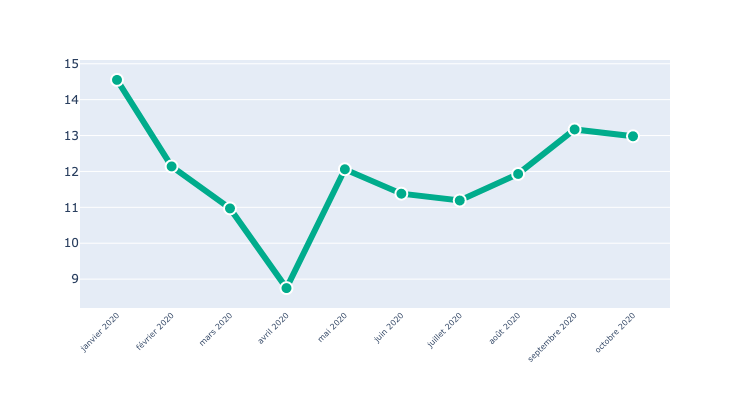 15
14
13
12
11
10
9
janvier 2020
février 2020
mars 2020
avril 2020
mai 2020
juin 2020
juillet 2020
août 2020
septembre 2020
octobre 2020